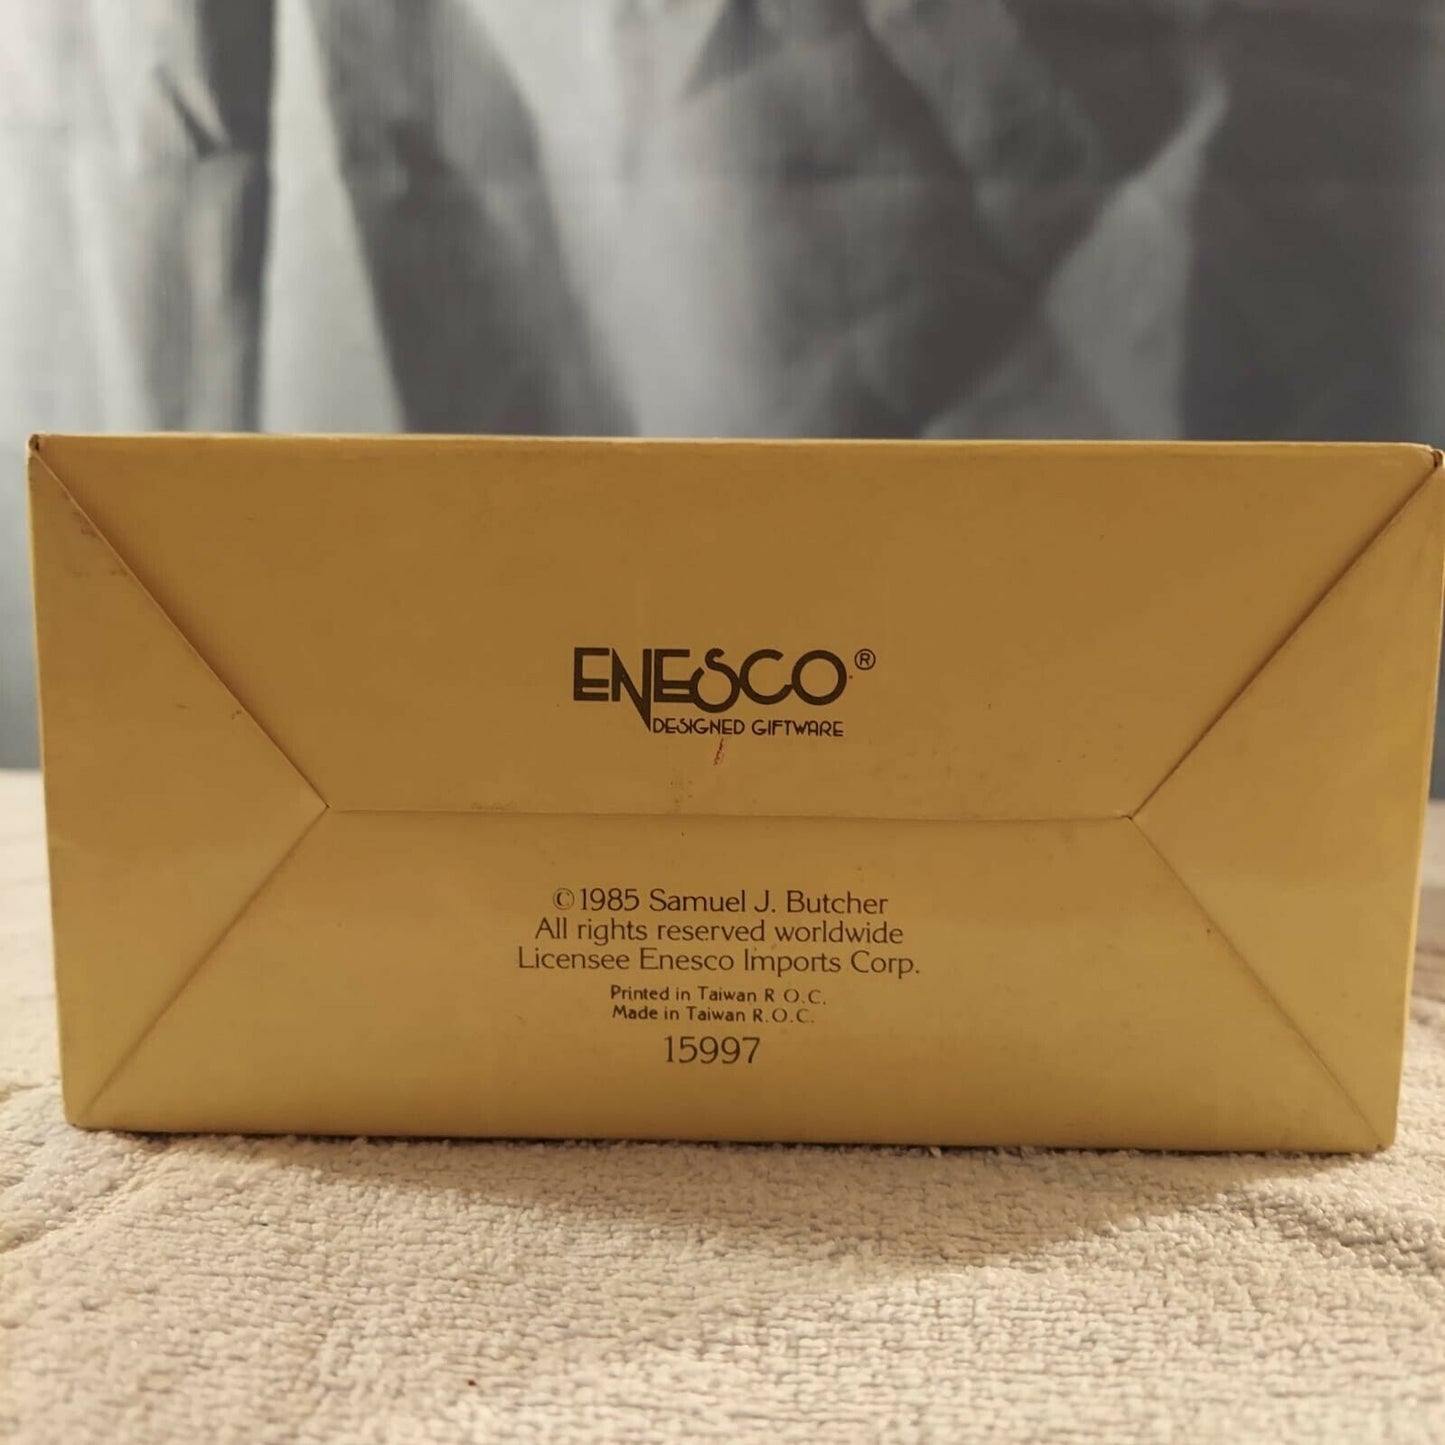 ENESCO®
DESIGNED GIFTWARE
©1985 Samuel J. Butcher
All rights reserved worldwide
Licensee Enesco Imports Corp.
Printed in Taiwan R O.C.
Made in Taiwan R.O.C.
15997